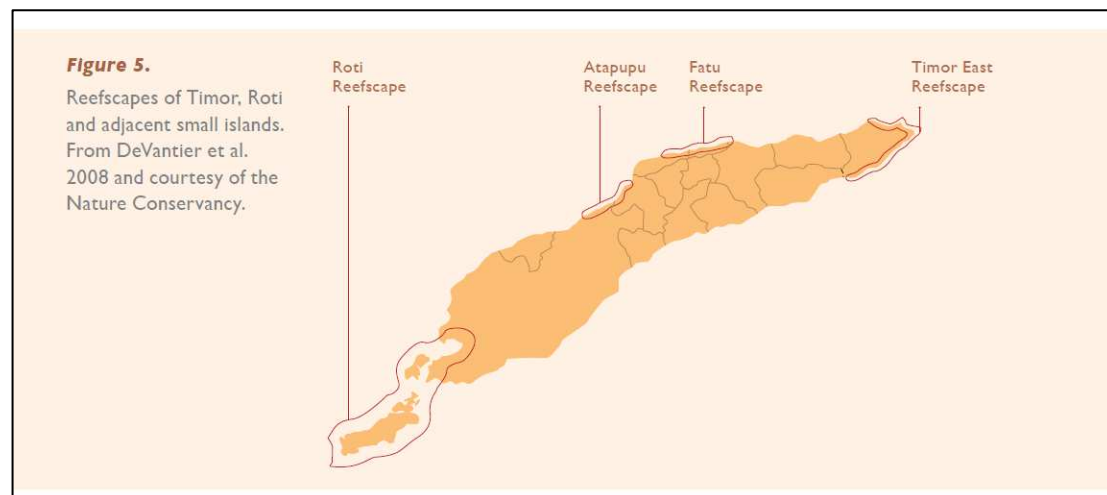 Figure 5.
Reefscapes of Timor, Roti
and adjacent small islands.
From DeVantier et al.
2008 and courtesy of the
Nature Conservancy.
Roti
Reefscape
Atapupu
Reefscape
Fatu
Reefscape
Timor East
Reefscape